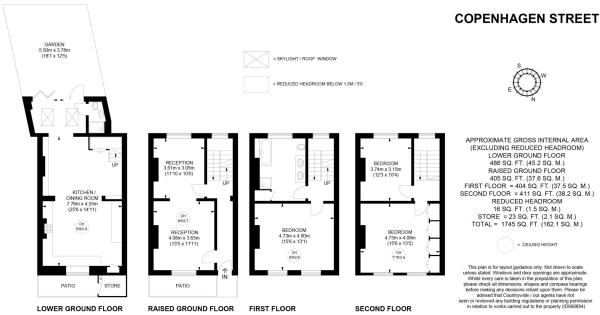 COPENHAGEN STREET
GARDEN
5.50m x 3.78m
(18'1 x 12'5)
= SKYLIGHT / ROOF WINDOW
= REDUCED HEADROOM BELOW 1.5M / 5'0
S
W
E
N
APPROXIMATE GROSS INTERNAL AREA
(EXCLUDING REDUCED HEADROOM)
LOWER GROUND FLOOR
486 SQ. FT. (45.2 SQ. M.)
RAISED GROUND FLOOR
405 SQ. FT. (37.6 SQ. M.)
FIRST FLOOR = 404 SQ. FT. (37.5 SQ. M.)
SECOND FLOOR = 411 SQ. FT. (38.2 SQ. M.)
REDUCED HEADROOM
16 SQ. FT. (1.5 SQ. M.)
STORE = 23 SQ. FT. (2.1 SQ. M.)
TOTAL = 1745 SQ. FT. (162.1 SQ. M.)
= CEILING HEIGHT
UP
KITCHEN /
DINING ROOM
7.76m x 4.55m
(25'6 x 14'11)
CH
PATIO
STORE
LOWER GROUND FLOOR
RECEPTION
3.61m x 3.05m
(11'10 x 10'0)
UP
CH
RECEPTION
4.08m x 3.63m
(13'5 x 11'11)
PATIO
IN
RAISED GROUND FLOOR
UP
BEDROOM
4.73m x 4.00m
(15'6 x 13'1)
CH
FIRST FLOOR
BEDROOM
3.74m x 3.15m
(12'3 x 10'4)
BEDROOM
4.73m x 4.08m
(15'6 x 13'5)
CH
SECOND FLOOR
This plan is for layout guidance only. Not drawn to scale
unless stated. Windows and door openings are approximate.
Whilst every care is taken in the preparation of this plan,
please check all dimensions, shapes and compass bearings
before making any decisions reliant upon them. Please be
advised that Countrywide / our agents have not
seen or reviewed any building regulations or planning permission
in relation to works carried out to the property